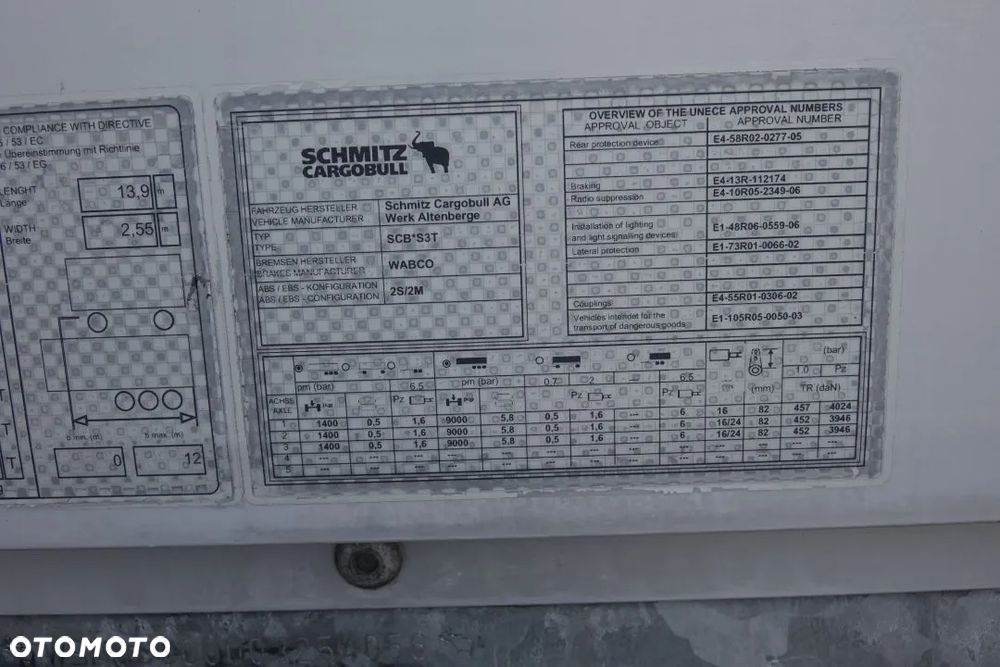 COMPLIANCE WITH DIRECTIVE
/ 53 / EC
Übereinstimmung mit Richtlinie
6 / 53 / EG
LENGHT
Länge
13,9 m
WIDTH
Breite
2,55 m
b min. (m)
b max. (m)
0
12
SCHMITZ
CARGOBULL
FAHRZEUG HERSTELLER
VEHICLE MANUFACTURER
Schmitz Cargobull AG
Werk Altenberge
TYP
TYPE
SCB*S3T
BREMSEN HERSTELLER
BRAKES MANUFACTURER
WABCO
ABS / EBS - KONFIGURATION
ABS / EBS - CONFIGURATION
2S/2M
OVERVIEW OF THE UNECE APPROVAL NUMBERS
APPROVAL OBJECT APPROVAL NUMBER
Rear protection device E4-58R02-0277-05
Braking E4-13R-112174
Radio suppression E4-10R05-2349-06
Installation of lighting
and light signalling devices E1-48R06-0559-06
Lateral protection E1-73R01-0066-02
Couplings E4-55R01-0306-02
Vehicles intendet for the
transport of dangerous goods E1-105R05-0050-03
(bar)
pm (bar) 6.5 pm (bar) 0.7 2 --- 6.5 1.0 Pz
ACHSE
AXLE
Pz Pz Pz (mm) TR (daN)
1 1400 0,5 1,6 9000 5,8 0,5 1,6 --- 6 16 82 457 4024
2 1400 0,5 1,6 9000 5,8 0,5 1,6 --- 6 16/24 82 452 3946
3 1400 0,5 1,6 9000 5,8 0,5 1,6 --- 6 16/24 82 452 3946
4 --- --- --- --- --- --- --- --- --- --- --- --- ---
5 --- --- --- --- --- --- --- --- --- --- --- --- ---
OTOMOTO